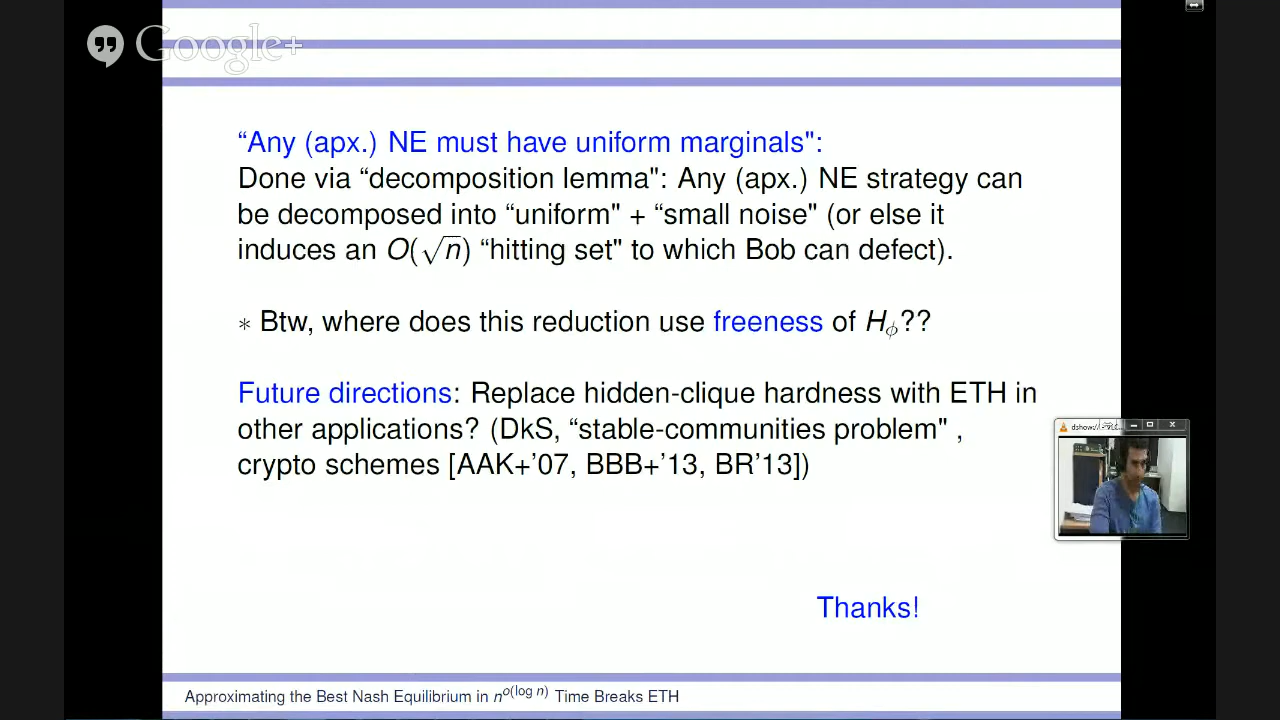 Google+
“Any (apx.) NE must have uniform marginals":
Done via “decomposition lemma": Any (apx.) NE strategy can
be decomposed into “uniform" + “small noise" (or else it
induces an O(√n) “hitting set" to which Bob can defect).
∗ Btw, where does this reduction use freeness of H_ϕ??
Future directions: Replace hidden-clique hardness with ETH in
other applications? (DkS, “stable-communities problem" ,
crypto schemes [AAK+’07, BBB+’13, BR’13])
dshow://
Thanks!
Approximating the Best Nash Equilibrium in n^{o(log n)} Time Breaks ETH